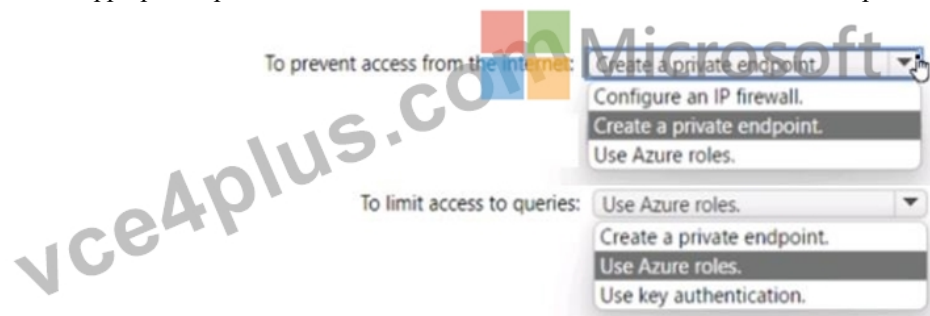 To prevent access from the internet: Create a private endpoint.
Configure an IP firewall.
Create a private endpoint.
Use Azure roles.
To limit access to queries: Use Azure roles.
Create a private endpoint.
Use Azure roles.
Use key authentication.
Microsoft
vce4plus.com